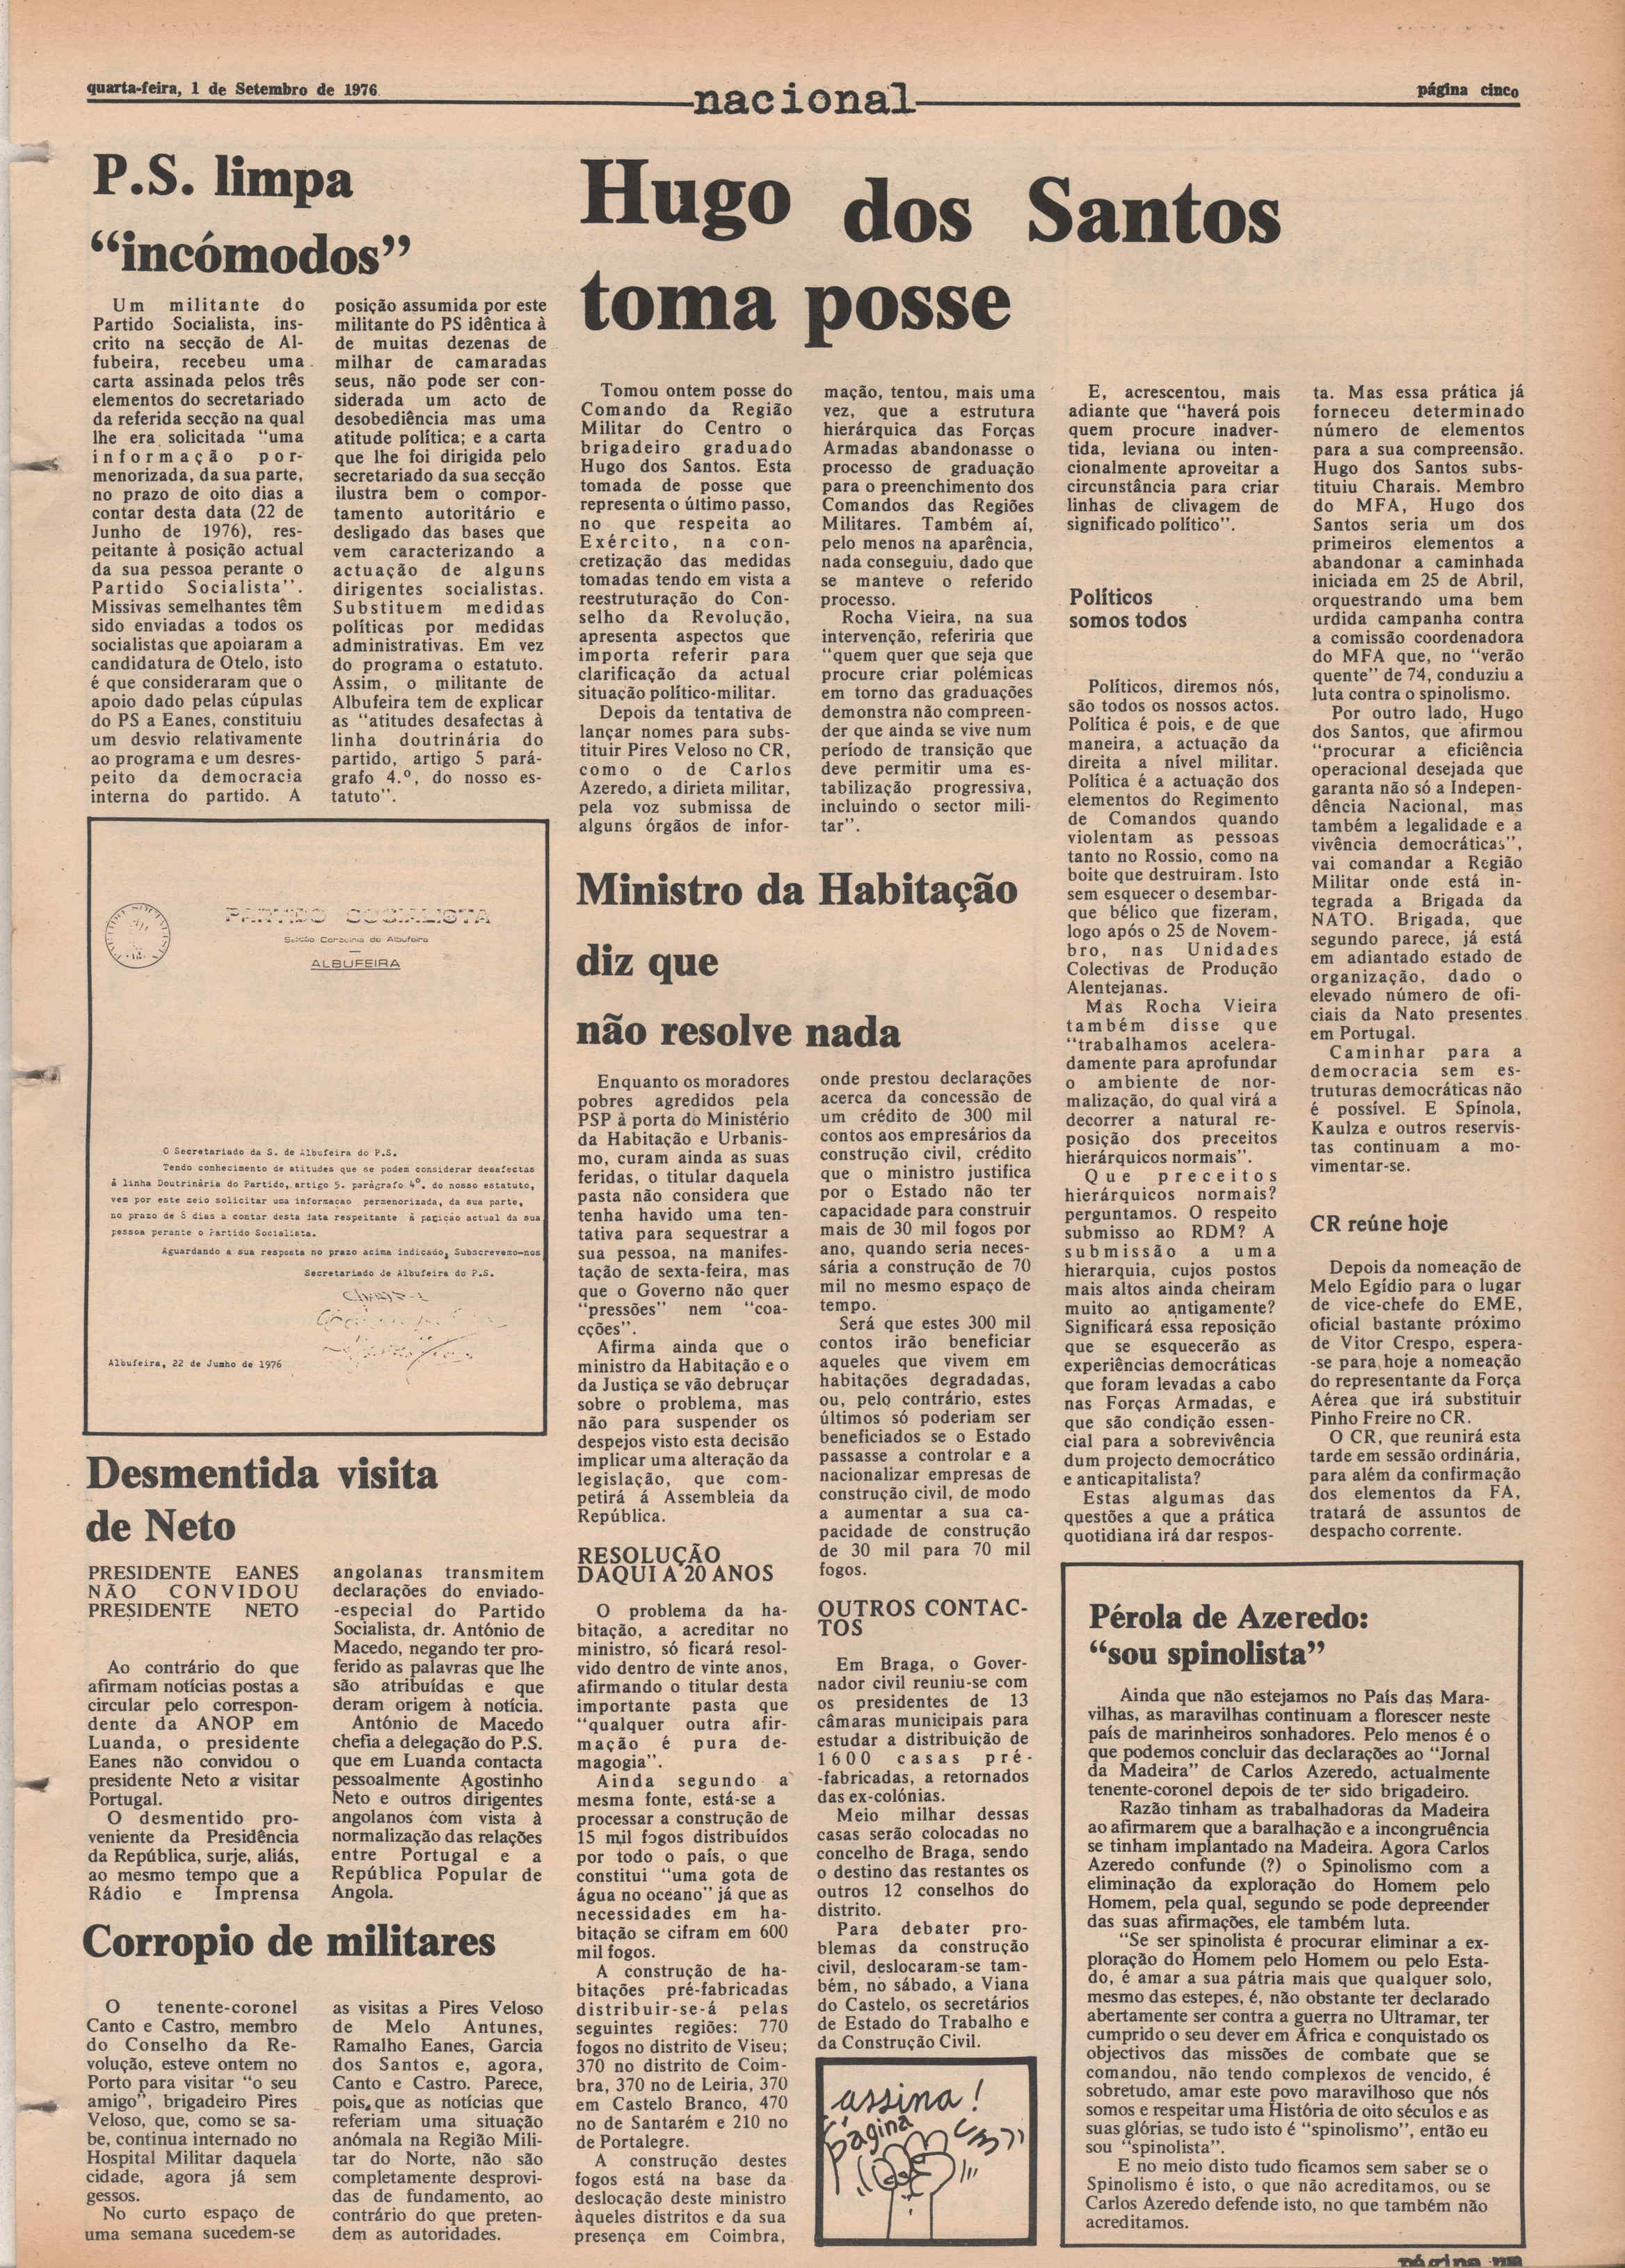 quarta-feira, 1 de Setembro de 1976
nacional
página cinco
P.S. limpa
“incómodos”
Um militante do
Partido Socialista, ins-
crito na secção de Al-
fubeira, recebeu uma
carta assinada pelos três
elementos do secretariado
da referida secção na qual
lhe era solicitada “uma
informação por-
menorizada, da sua parte,
no prazo de oito dias a
contar desta data (22 de
Junho de 1976), res-
peitante à posição actual
da sua pessoa perante o
Partido Socialista”.
Missivas semelhantes têm
sido enviadas a todos os
socialistas que apoiaram a
candidatura de Otelo, isto
é que consideraram que o
apoio dado pelas cúpulas
do PS a Eanes, constituiu
um desvio relativamente
ao programa e um desres-
peito da democracia
interna do partido. A
posição assumida por este
militante do PS idêntica à
de muitas dezenas de
milhar de camaradas
seus, não pode ser con-
siderada um acto de
desobediência mas uma
atitude política; e a carta
que lhe foi dirigida pelo
secretariado da sua secção
ilustra bem o compor-
tamento autoritário e
desligado das bases que
vem caracterizando a
actuação de alguns
dirigentes socialistas.
Substituem medidas
políticas por medidas
administrativas. Em vez
do programa o estatuto.
Assim, o militante de
Albufeira tem de explicar
as “atitudes desafectas à
linha doutrinária do
partido, artigo 5 pará-
grafo 4.º, do nosso es-
tatuto”.
PARTIDO SOCIALISTA
ALBUFEIRA
O Secretariado da S. de Albufeira do P.S.
Tendo conhecimento de atitudes que se podem considerar desafectas
à linha Doutrinária do Partido, artigo 5. parágrafo 4º. do nosso estatuto,
vem por este meio solicitar uma informaçao permenorizada, da sua parte,
no prazo de 8 dias à contar desta data respeitante à posição actual da sua
pessoa perante o Partido Socialista.
Aguardando a sua resposta no prazo acima indicado, Subscrevemo-nos
Secretariado de Albufeira do P.S.
Albufeira, 22 de Junho de 1976
Desmentida visita
de Neto
PRESIDENTE EANES
NÃO CONVIDOU
PRESIDENTE NETO
Ao contrário do que
afirmam notícias postas a
circular pelo correspon-
dente da ANOP em
Luanda, o presidente
Eanes não convidou o
presidente Neto a visitar
Portugal.
O desmentido pro-
veniente da Presidência
da República, surje, aliás,
ao mesmo tempo que a
Rádio e Imprensa
angolanas transmitem
declarações do enviado-
-especial do Partido
Socialista, dr. António de
Macedo, negando ter pro-
ferido as palavras que lhe
são atribuídas e que
deram origem à notícia.
António de Macedo
chefia a delegação do P.S.
que em Luanda contacta
pessoalmente Agostinho
Neto e outros dirigentes
angolanos com vista à
normalização das relações
entre Portugal e a
República Popular de
Angola.
Corropio de militares
O tenente-coronel
Canto e Castro, membro
do Conselho da Re-
volução, esteve ontem no
Porto para visitar “o seu
amigo”, brigadeiro Pires
Veloso, que, como se sa-
be, continua internado no
Hospital Militar daquela
cidade, agora já sem
gessos.
No curto espaço de
uma semana sucedem-se
as visitas a Pires Veloso
de Melo Antunes,
Ramalho Eanes, Garcia
dos Santos e, agora,
Canto e Castro. Parece,
pois, que as notícias que
referiam uma situação
anómala na Região Mili-
tar do Norte, não são
completamente desprovi-
das de fundamento, ao
contrário do que preten-
dem as autoridades.
Hugo dos Santos
toma posse
Tomou ontem posse do
Comando da Região
Militar do Centro o
brigadeiro graduado
Hugo dos Santos. Esta
tomada de posse que
representa o último passo,
no que respeita ao
Exército, na con-
cretização das medidas
tomadas tendo em vista a
reestruturação do Con-
selho da Revolução,
apresenta aspectos que
importa referir para
clarificação da actual
situação político-militar.
Depois da tentativa de
lançar nomes para subs-
tituir Pires Veloso no CR,
como o de Carlos
Azeredo, a dirieta militar,
pela voz submissa de
alguns órgãos de infor-
mação, tentou, mais uma
vez, que a estrutura
hierárquica das Forças
Armadas abandonasse o
processo de graduação
para o preenchimento dos
Comandos das Regiões
Militares. Também aí,
pelo menos na aparência,
nada conseguiu, dado que
se manteve o referido
processo.
Rocha Vieira, na sua
intervenção, referiria que
“quem quer que seja que
procure criar polémicas
em torno das graduações
demonstra não compreen-
der que ainda se vive num
período de transição que
deve permitir uma es-
tabilização progressiva,
incluindo o sector mili-
tar”.
E, acrescentou, mais
adiante que “haverá pois
quem procure inadver-
tida, leviana ou inten-
cionalmente aproveitar a
circunstância para criar
linhas de clivagem de
significado político”.
Políticos
somos todos
Políticos, diremos nós,
são todos os nossos actos.
Política é pois, e de que
maneira, a actuação da
direita a nível militar.
Política é a actuação dos
elementos do Regimento
de Comandos quando
violentam as pessoas
tanto no Rossio, como na
boite que destruiram. Isto
sem esquecer o desembar-
que bélico que fizeram,
logo após o 25 de Novem-
bro, nas Unidades
Colectivas de Produção
Alentejanas.
Mas Rocha Vieira
também disse que
“trabalhamos acelera-
damente para aprofundar
o ambiente de nor-
malização, do qual virá a
decorrer a natural re-
posição dos preceitos
hierárquicos normais”.
Que preceitos
hierárquicos normais?
perguntamos. O respeito
submisso ao RDM? A
submissão a uma
hierarquia, cujos postos
mais altos ainda cheiram
muito ao antigamente?
Significará essa reposição
que se esquecerão as
experiências democráticas
que foram levadas a cabo
nas Forças Armadas, e
que são condição essen-
cial para a sobrevivência
dum projecto democrático
e anticapitalista?
Estas algumas das
questões a que a prática
quotidiana irá dar respos-
ta. Mas essa prática já
forneceu determinado
número de elementos
para a sua compreensão.
Hugo dos Santos subs-
tituiu Charais. Membro
do MFA, Hugo dos
Santos seria um dos
primeiros elementos a
abandonar a caminhada
iniciada em 25 de Abril,
orquestrando uma bem
urdida campanha contra
a comissão coordenadora
do MFA que, no “verão
quente” de 74, conduziu a
luta contra o spinolismo.
Por outro lado, Hugo
dos Santos, que afirmou
“procurar a eficiência
operacional desejada que
garanta não só a Indepen-
dência Nacional, mas
também a legalidade e a
vivência democráticas”,
vai comandar a Região
Militar onde está in-
tegrada a Brigada da
NATO. Brigada, que
segundo parece, já está
em adiantado estado de
organização, dado o
elevado número de ofi-
ciais da Nato presentes
em Portugal.
Caminhar para a
democracia sem es-
truturas democráticas não
é possível. E Spínola,
Kaulza e outros reservis-
tas continuam a mo-
vimentar-se.
CR reúne hoje
Depois da nomeação de
Melo Egídio para o lugar
de vice-chefe do EME,
oficial bastante próximo
de Vitor Crespo, espera-
-se para hoje a nomeação
do representante da Força
Aérea que irá substituir
Pinho Freire no CR.
O CR, que reunirá esta
tarde em sessão ordinária,
para além da confirmação
dos elementos da FA,
tratará de assuntos de
despacho corrente.
Ministro da Habitação
diz que
não resolve nada
Enquanto os moradores
pobres agredidos pela
PSP à porta do Ministério
da Habitação e Urbanis-
mo, curam ainda as suas
feridas, o titular daquela
pasta não considera que
tenha havido uma ten-
tativa para sequestrar a
sua pessoa, na manifes-
tação de sexta-feira, mas
que o Governo não quer
“pressões” nem “coa-
cções”.
Afirma ainda que o
ministro da Habitação e o
da Justiça se vão debruçar
sobre o problema, mas
não para suspender os
despejos visto esta decisão
implicar uma alteração da
legislação, que com-
petirá á Assembleia da
República.
RESOLUÇÃO
DAQUI A 20 ANOS
O problema da ha-
bitação, a acreditar no
ministro, só ficará resol-
vido dentro de vinte anos,
afirmando o titular desta
importante pasta que
“qualquer outra afir-
mação é pura de-
magogia”.
Ainda segundo a
mesma fonte, está-se a
processar a construção de
15 mil fogos distribuídos
por todo o país, o que
constitui “uma gota de
água no oceano” já que as
necessidades em ha-
bitação se cifram em 600
mil fogos.
A construção de ha-
bitações pré-fabricadas
distribuir-se-á pelas
seguintes regiões: 770
fogos no distrito de Viseu;
370 no distrito de Coim-
bra, 370 no de Leiria, 370
em Castelo Branco, 470
no de Santarém e 210 no
de Portalegre.
A construção destes
fogos está na base da
deslocação deste ministro
àqueles distritos e da sua
presença em Coimbra,
onde prestou declarações
acerca da concessão de
um crédito de 300 mil
contos aos empresários da
construção civil, crédito
que o ministro justifica
por o Estado não ter
capacidade para construir
mais de 30 mil fogos por
ano, quando seria neces-
sária a construção de 70
mil no mesmo espaço de
tempo.
Será que estes 300 mil
contos irão beneficiar
aqueles que vivem em
habitações degradadas,
ou, pelo contrário, estes
últimos só poderiam ser
beneficiados se o Estado
passasse a controlar e a
nacionalizar empresas de
construção civil, de modo
a aumentar a sua ca-
pacidade de construção
de 30 mil para 70 mil
fogos.
OUTROS CONTAC-
TOS
Em Braga, o Gover-
nador civil reuniu-se com
os presidentes de 13
câmaras municipais para
estudar a distribuição de
1600 casas pré-
-fabricadas, a retornados
das ex-colónias.
Meio milhar dessas
casas serão colocadas no
concelho de Braga, sendo
o destino das restantes os
outros 12 conselhos do
distrito.
Para debater pro-
blemas da construção
civil, deslocaram-se tam-
bém, no sábado, a Viana
do Castelo, os secretários
de Estado do Trabalho e
da Construção Civil.
assina!
página
um
Pérola de Azeredo:
“sou spinolista”
Ainda que não estejamos no País das Mara-
vilhas, as maravilhas continuam a florescer neste
país de marinheiros sonhadores. Pelo menos é o
que podemos concluir das declarações ao “Jornal
da Madeira” de Carlos Azeredo, actualmente
tenente-coronel depois de ter sido brigadeiro.
Razão tinham as trabalhadoras da Madeira
ao afirmarem que a baralhação e a incongruência
se tinham implantado na Madeira. Agora Carlos
Azeredo confunde (?) o Spinolismo com a
eliminação da exploração do Homem pelo
Homem, pela qual, segundo se pode depreender
das suas afirmações, ele também luta.
“Se ser spinolista é procurar eliminar a ex-
ploração do Homem pelo Homem ou pelo Esta-
do, é amar a sua pátria mais que qualquer solo,
mesmo das estepes, é, não obstante ter declarado
abertamente ser contra a guerra no Ultramar, ter
cumprido o seu dever em África e conquistado os
objectivos das missões de combate que se
comandou, não tendo complexos de vencido, é
sobretudo, amar este povo maravilhoso que nós
somos e respeitar uma História de oito séculos e as
suas glórias, se tudo isto é “spinolismo”, então eu
sou “spinolista”.
E no meio disto tudo ficamos sem saber se o
Spinolismo é isto, o que não acreditamos, ou se
Carlos Azeredo defende isto, no que também não
acreditamos.
página um